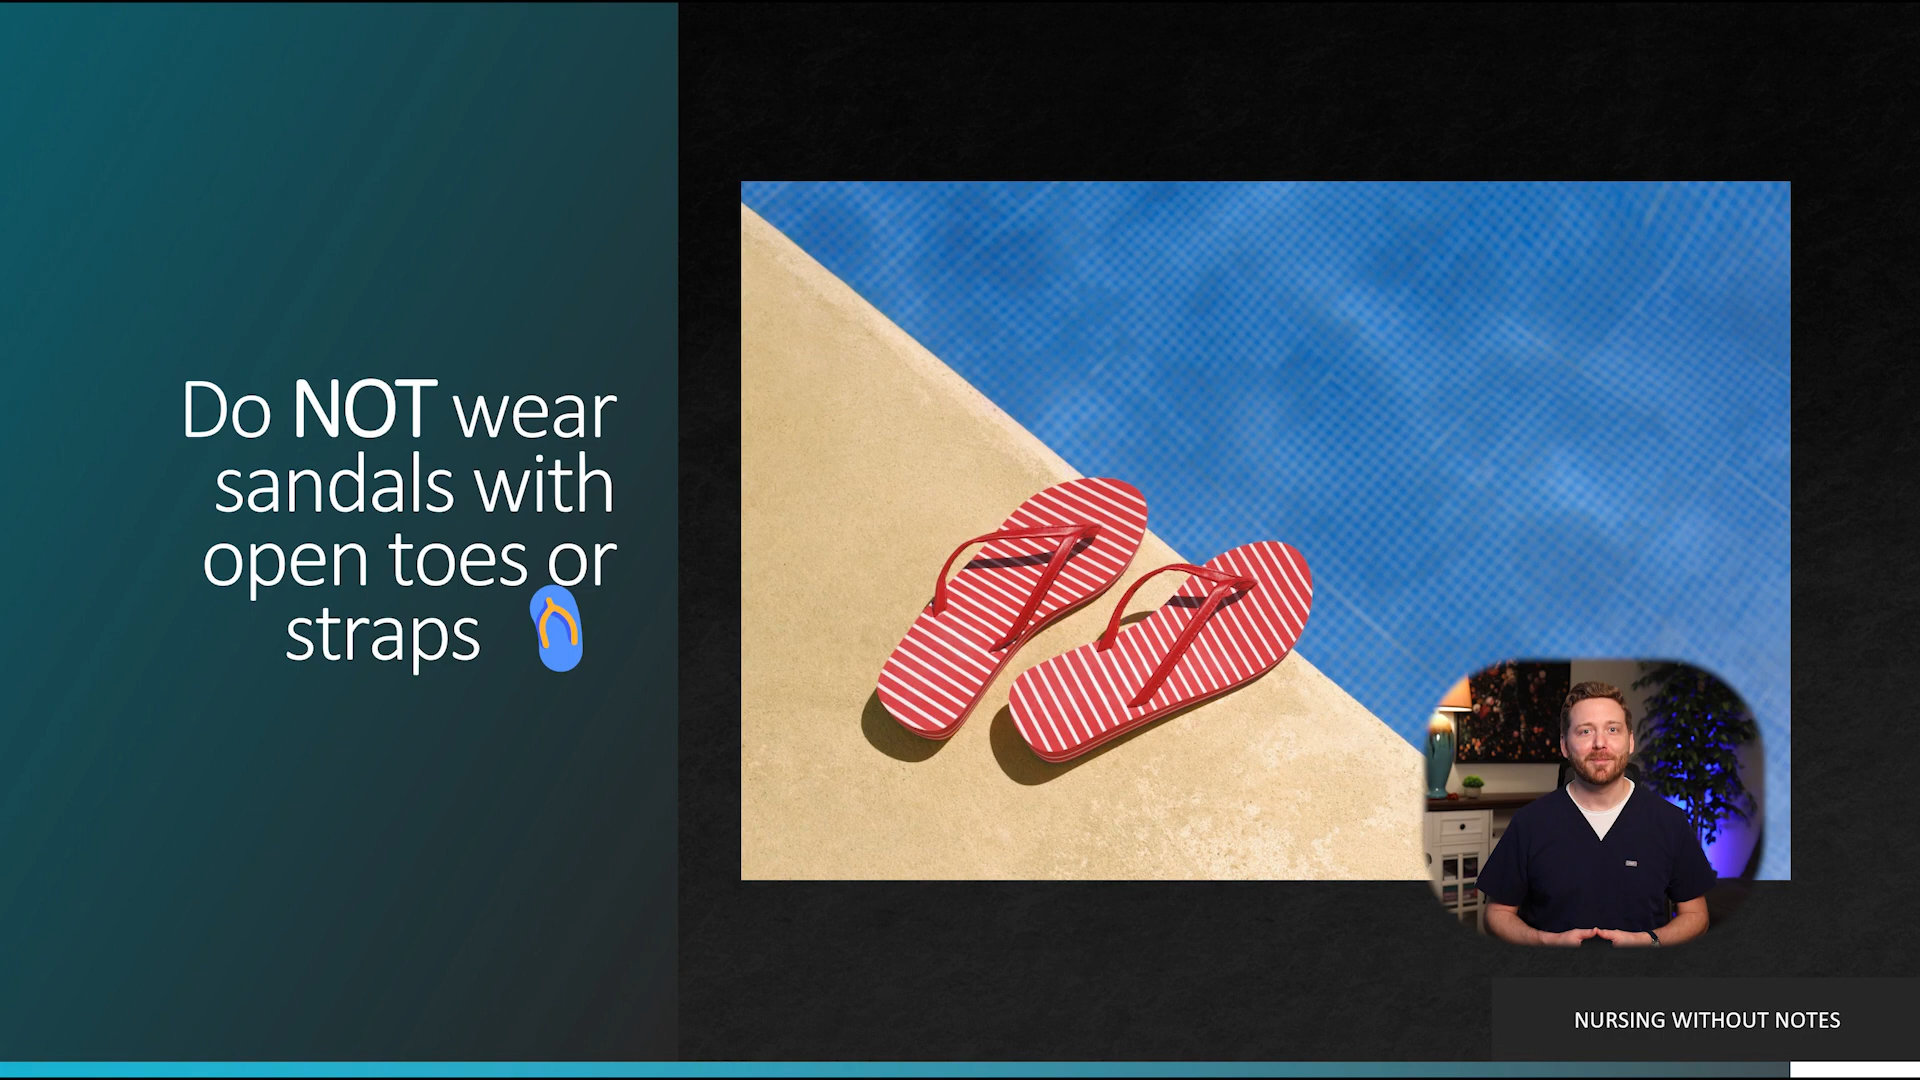 Do NOT wear
sandals with
open toes or
straps
NURSING WITHOUT NOTES